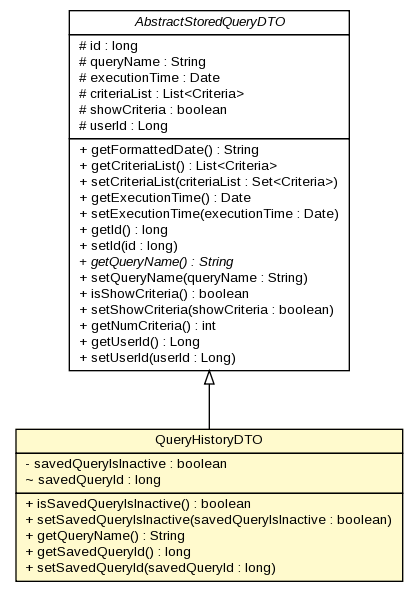 AbstractStoredQueryDTO
# id : long
# queryName : String
# executionTime : Date
# criteriaList : List<Criteria>
# showCriteria : boolean
# userId : Long
+ getFormattedDate() : String
+ getCriteriaList() : List<Criteria>
+ setCriteriaList(criteriaList : Set<Criteria>)
+ getExecutionTime() : Date
+ setExecutionTime(executionTime : Date)
+ getId() : long
+ setId(id : long)
+ getQueryName() : String
+ setQueryName(queryName : String)
+ isShowCriteria() : boolean
+ setShowCriteria(showCriteria : boolean)
+ getNumCriteria() : int
+ getUserId() : Long
+ setUserId(userId : Long)
QueryHistoryDTO
- savedQueryIsInactive : boolean
~ savedQueryId : long
+ isSavedQueryIsInactive() : boolean
+ setSavedQueryIsInactive(savedQueryIsInactive : boolean)
+ getQueryName() : String
+ getSavedQueryId() : long
+ setSavedQueryId(savedQueryId : long)